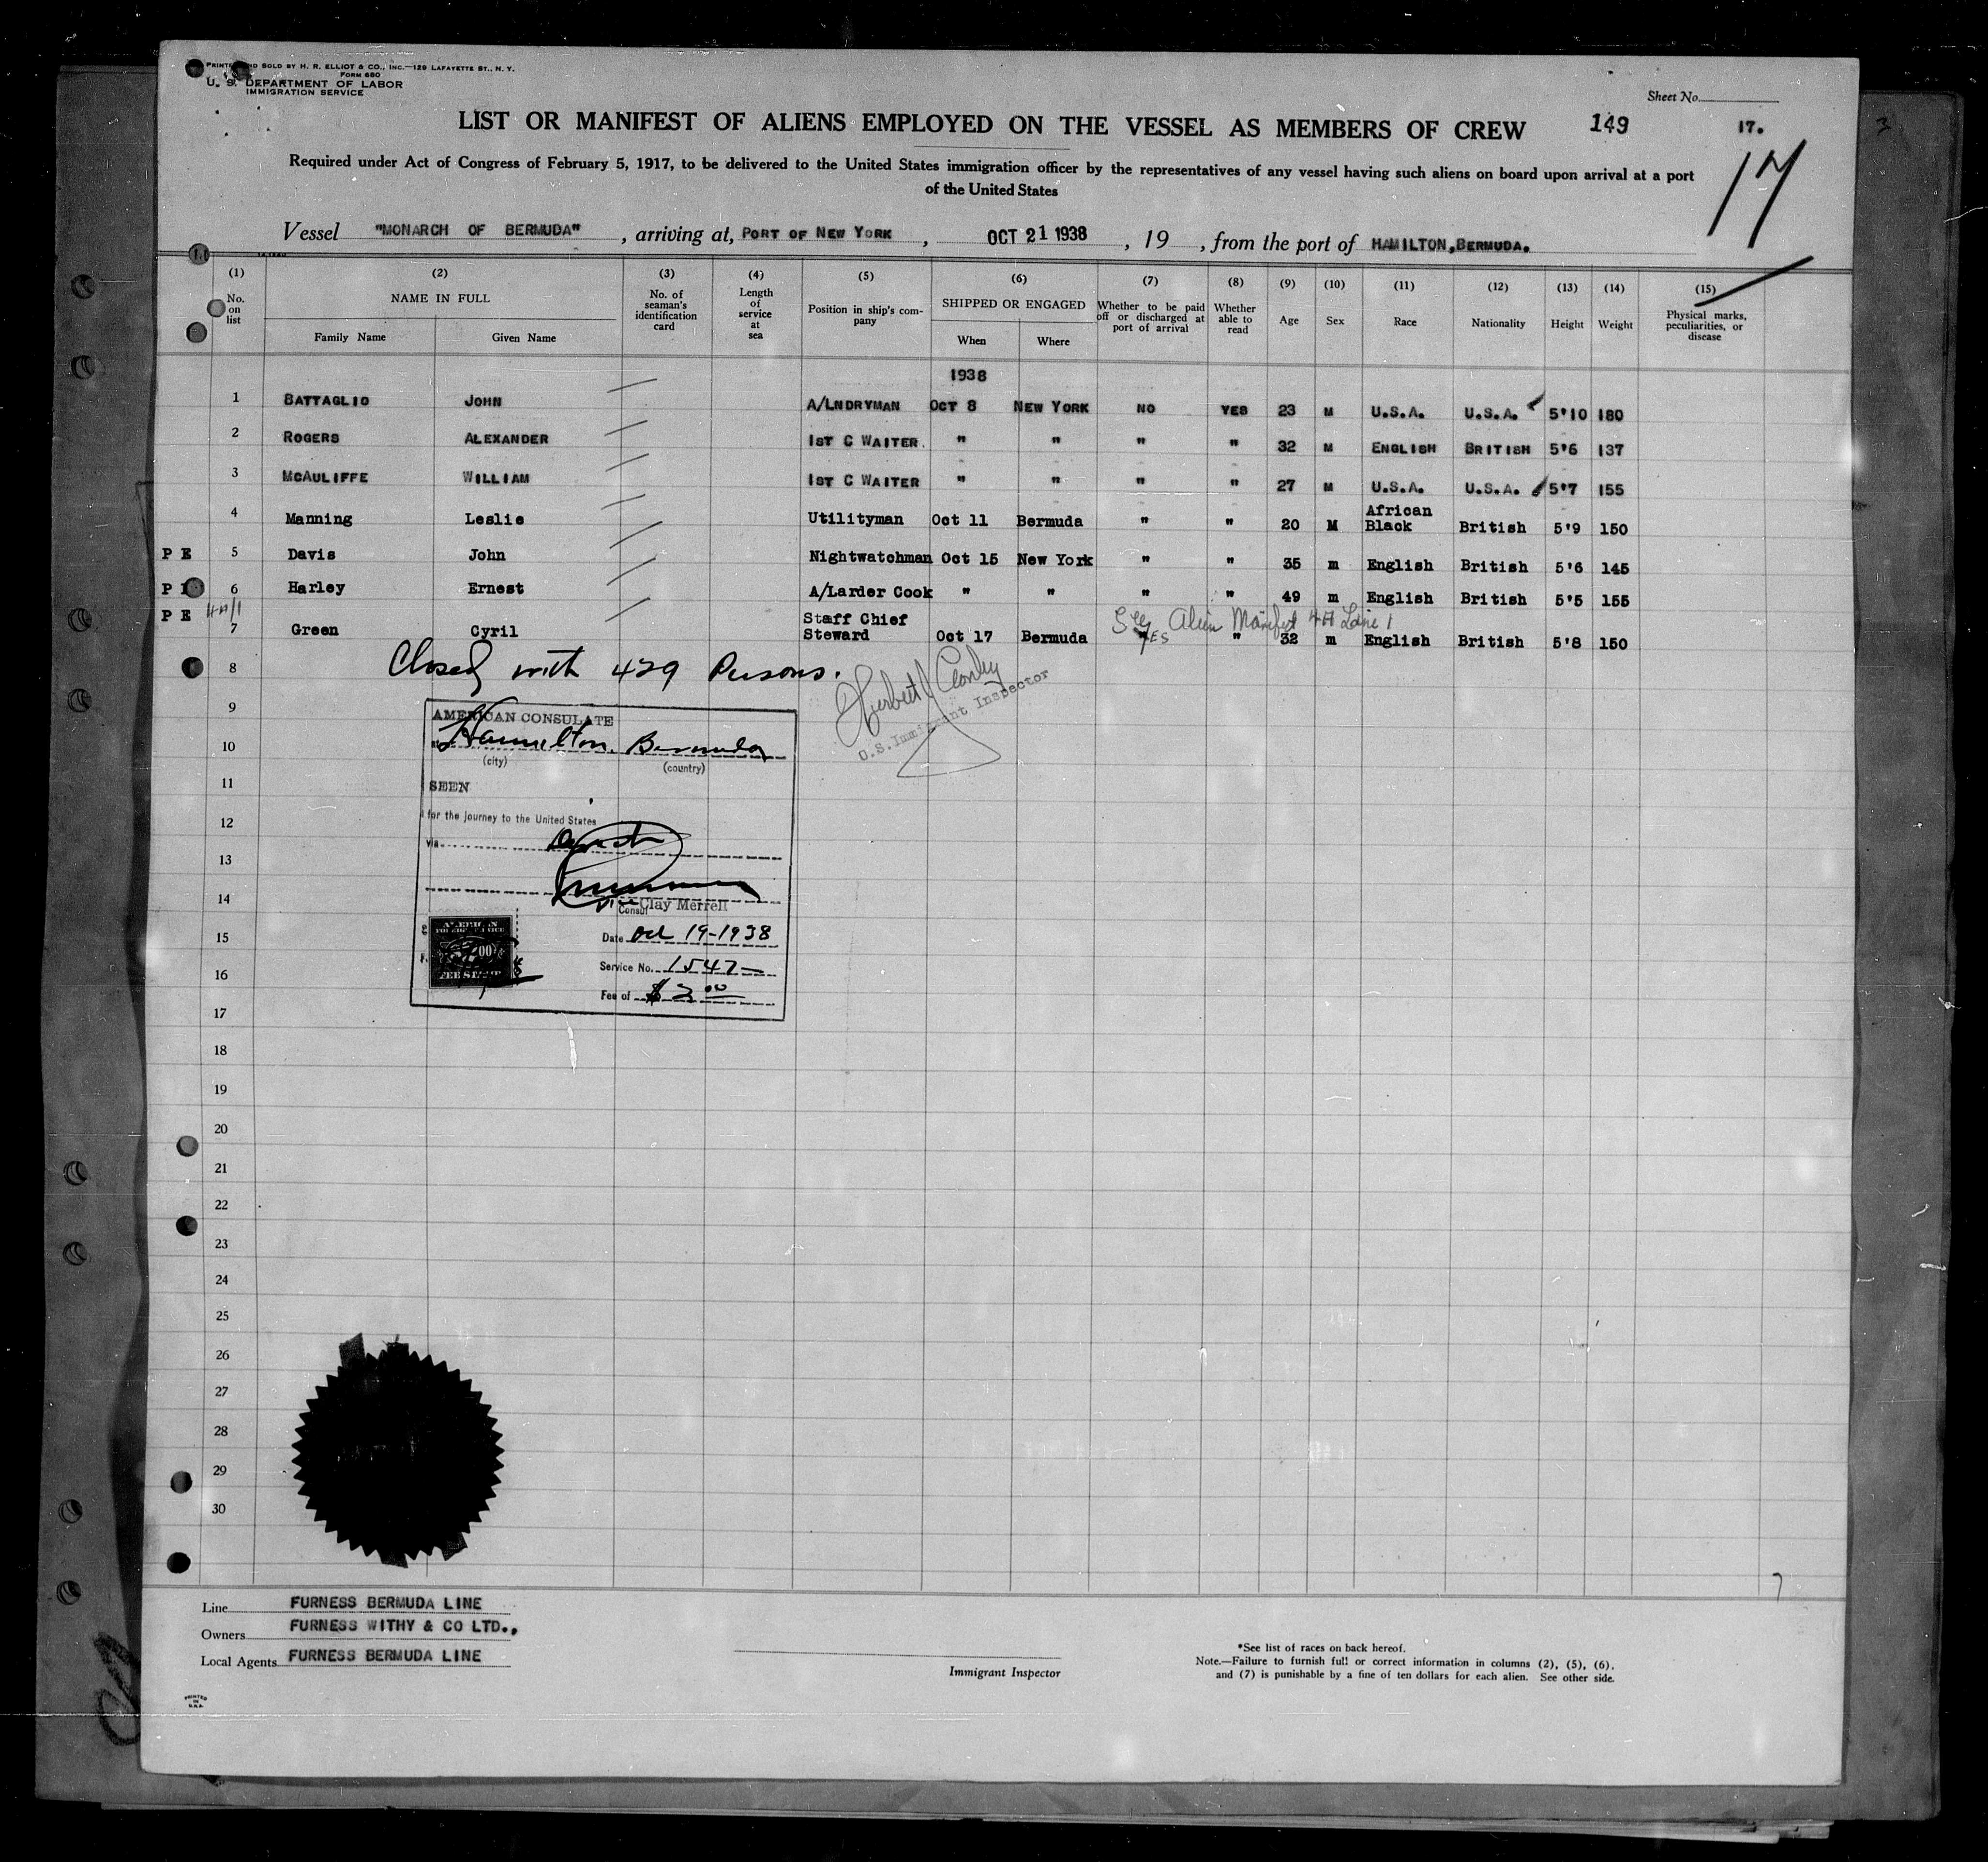 PRINTED AND SOLD BY H. R. ELLIOT & CO., INC.—129 LAFAYETTE ST., N. Y.
FORM 680
U. S. DEPARTMENT OF LABOR
IMMIGRATION SERVICE
Sheet No.
LIST OR MANIFEST OF ALIENS EMPLOYED ON THE VESSEL AS MEMBERS OF CREW 149 17.
17
Required under Act of Congress of February 5, 1917, to be delivered to the United States immigration officer by the representatives of any vessel having such aliens on board upon arrival at a port
of the United States
Vessel "MONARCH OF BERMUDA", arriving at, PORT OF NEW YORK, OCT 21 1938, 19, from the port of HAMILTON, BERMUDA.
(1) (2) (3) (4) (5) (6) (7) (8) (9) (10) (11) (12) (13) (14) (15)
No. on list NAME IN FULL No. of seaman's identification card Length of service at sea Position in ship's company SHIPPED OR ENGAGED Whether to be paid off or discharged at port of arrival Whether able to read Age Sex Race Nationality Height Weight Physical marks, peculiarities, or disease
Family Name Given Name When Where
1938
1 BATTAGLIO JOHN A/LNDRYMAN OCT 8 NEW YORK NO YES 23 M U.S.A. U.S.A. 5'10 180
2 ROGERS ALEXANDER 1ST C WAITER. " " " " 32 M ENGLISH BRITISH 5'6 137
3 MCAULIFFE WILLIAM 1ST C WAITER " " " " 27 M U.S.A. U.S.A. 5'7 155
4 Manning Leslie Utilityman Oct 11 Bermuda " " 20 M African Black British 5'9 150
P E 5 Davis John Nightwatchman Oct 15 New York " " 35 m English British 5'6 145
P E 6 Harley Ernest A/Larder Cook " " " " 49 m English British 5'5 155
See Alien Manifest 4A Line 1
P E 7 Green Cyril Staff Chief Steward Oct 17 Bermuda YES " 32 m English British 5'8 150
8 Closed with 429 Persons.
U.S. Immigrant Inspector
9
AMERICAN CONSULATE
10 Hamilton. Bermuda
(city) (country)
11 SEEN
12 for the journey to the United States
via
13
14
Consul Clay Merrell
AMERICAN
FEE STAMP
15 Date Oct 19-1938
16 Service No. 1547
Fee of $2 00
17
18
19
20
21
22
23
24
25
26
27
28
29
30
Line FURNESS BERMUDA LINE
Owners FURNESS WITHY & CO LTD.,
Local Agents FURNESS BERMUDA LINE
Immigrant Inspector
*See list of races on back hereof.
Note.—Failure to furnish full or correct information in columns (2), (5), (6),
and (7) is punishable by a fine of ten dollars for each alien. See other side.
PRINTED
IN
U.S.A.